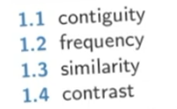 1.1 contiguity
1.2 frequency
1.3 similarity
1.4 contrast